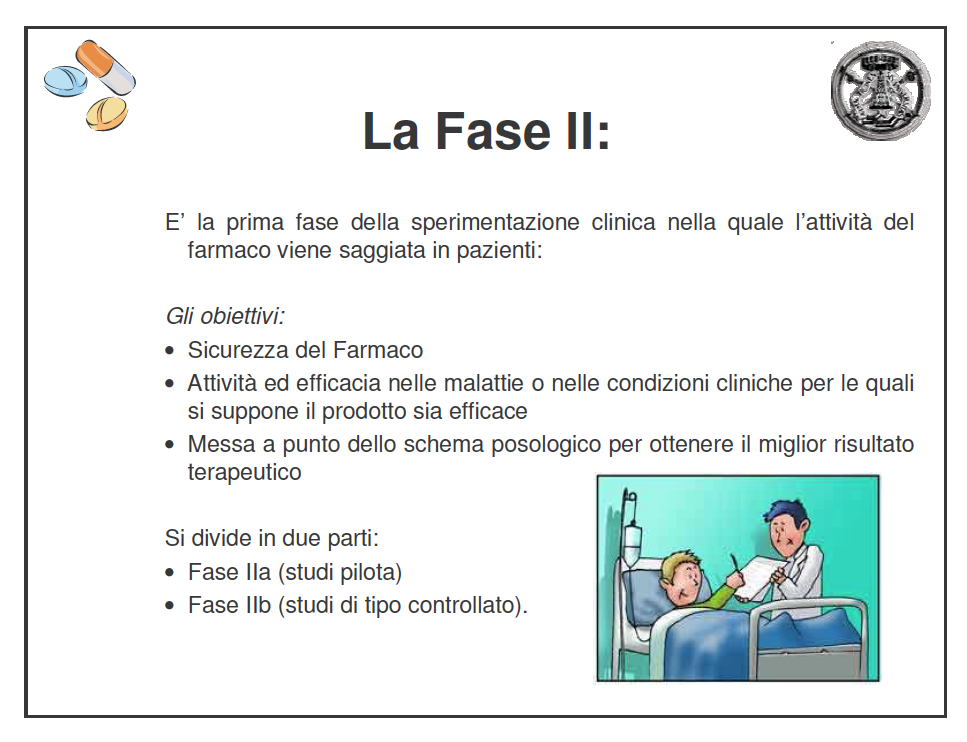 La Fase II:
E' la prima fase della sperimentazione clinica nella quale l'attività del
farmaco viene saggiata in pazienti:
Gli obiettivi:
• Sicurezza del Farmaco
• Attività ed efficacia nelle malattie o nelle condizioni cliniche per le quali
si suppone il prodotto sia efficace
• Messa a punto dello schema posologico per ottenere il miglior risultato
terapeutico
Si divide in due parti:
• Fase IIa (studi pilota)
• Fase IIb (studi di tipo controllato).